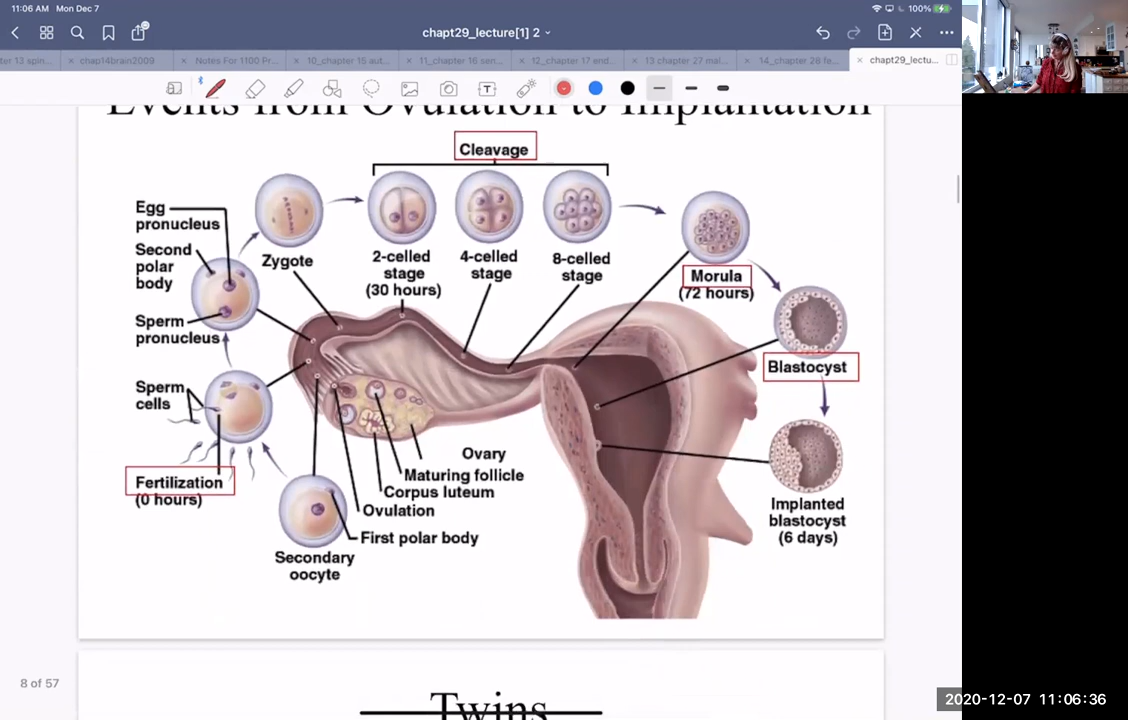 11:06 AM Mon Dec 7
100%
chapt29_lecture[1] 2
ter 13 spin...
chap14brain2009
Notes For 1100 Pr...
10_chapter 15 aut...
11_chapter 16 sen...
12_chapter 17 end...
13 chapter 27 mal...
14_chapter 28 fe...
chapt29_lectu...
Events from Ovulation to Implantation
Cleavage
Egg
pronucleus
Second
polar
body
Sperm
pronucleus
Sperm
cells
Fertilization
(0 hours)
Zygote
2-celled
stage
(30 hours)
4-celled
stage
8-celled
stage
Morula
(72 hours)
Blastocyst
Implanted
blastocyst
(6 days)
Ovary
Maturing follicle
Corpus luteum
Ovulation
First polar body
Secondary
oocyte
8 of 57
Twins
2020-12-07 11:06:36